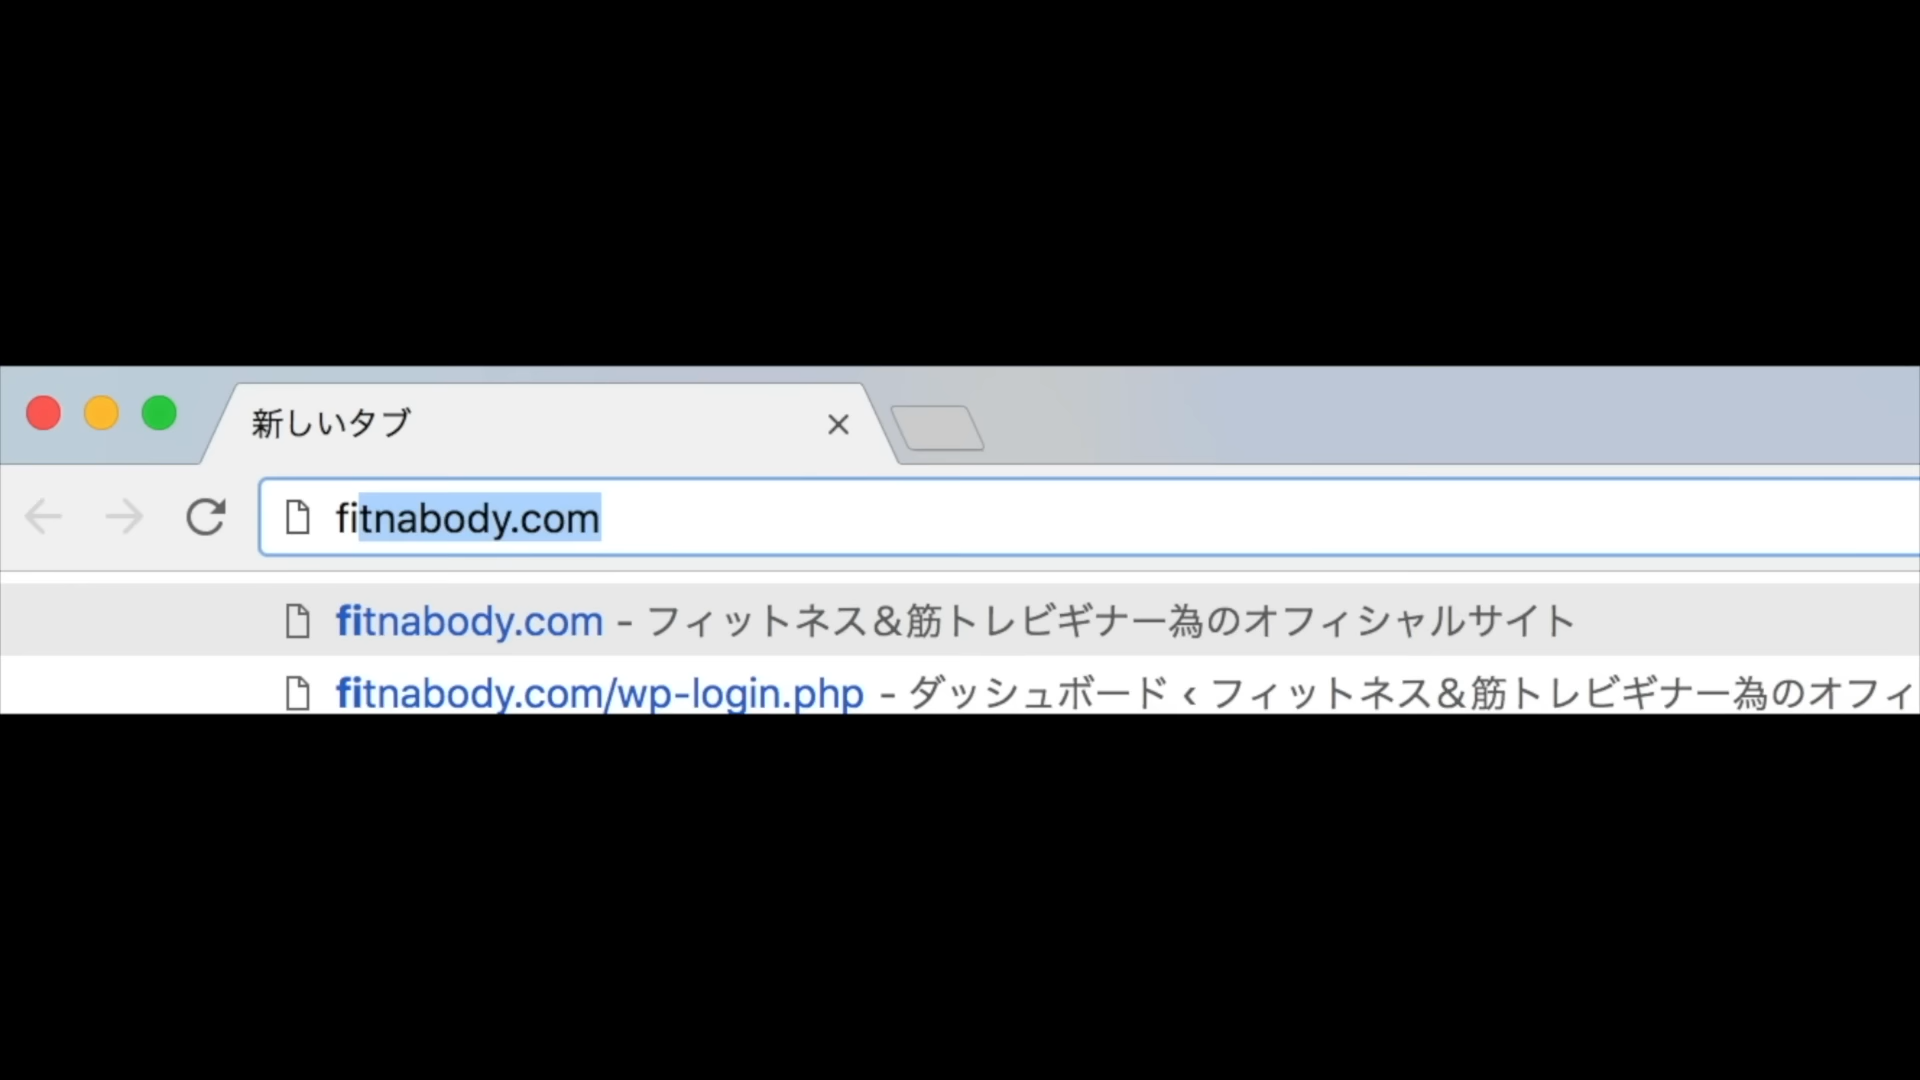 新しいタブ
fitnabody.com
fitnabody.com - フィットネス&筋トレビギナー為のオフィシャルサイト
fitnabody.com/wp-login.php - ダッシュボード ‹ フィットネス&筋トレビギナー為のオフィ